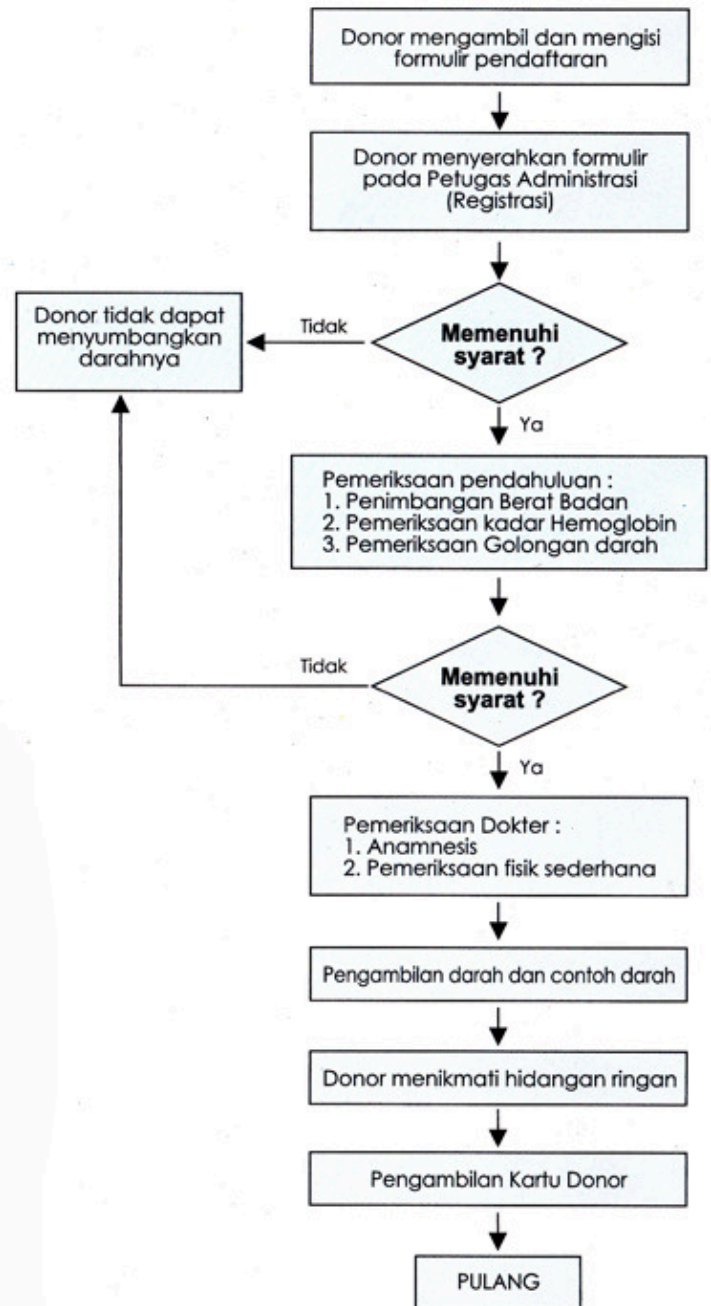 Donor mengambil dan mengisi
formulir pendaftaran
Donor menyerahkan formulir
pada Petugas Administrasi
(Registrasi)
Donor tidak dapat
menyumbangkan
darahnya
Tidak
Memenuhi
syarat ?
Ya
Pemeriksaan pendahuluan :
1. Penimbangan Berat Badan
2. Pemeriksaan kadar Hemoglobin
3. Pemeriksaan Golongan darah
Tidak
Memenuhi
syarat ?
Ya
Pemeriksaan Dokter :
1. Anamnesis
2. Pemeriksaan fisik sederhana
Pengambilan darah dan contoh darah
Donor menikmati hidangan ringan
Pengambilan Kartu Donor
PULANG